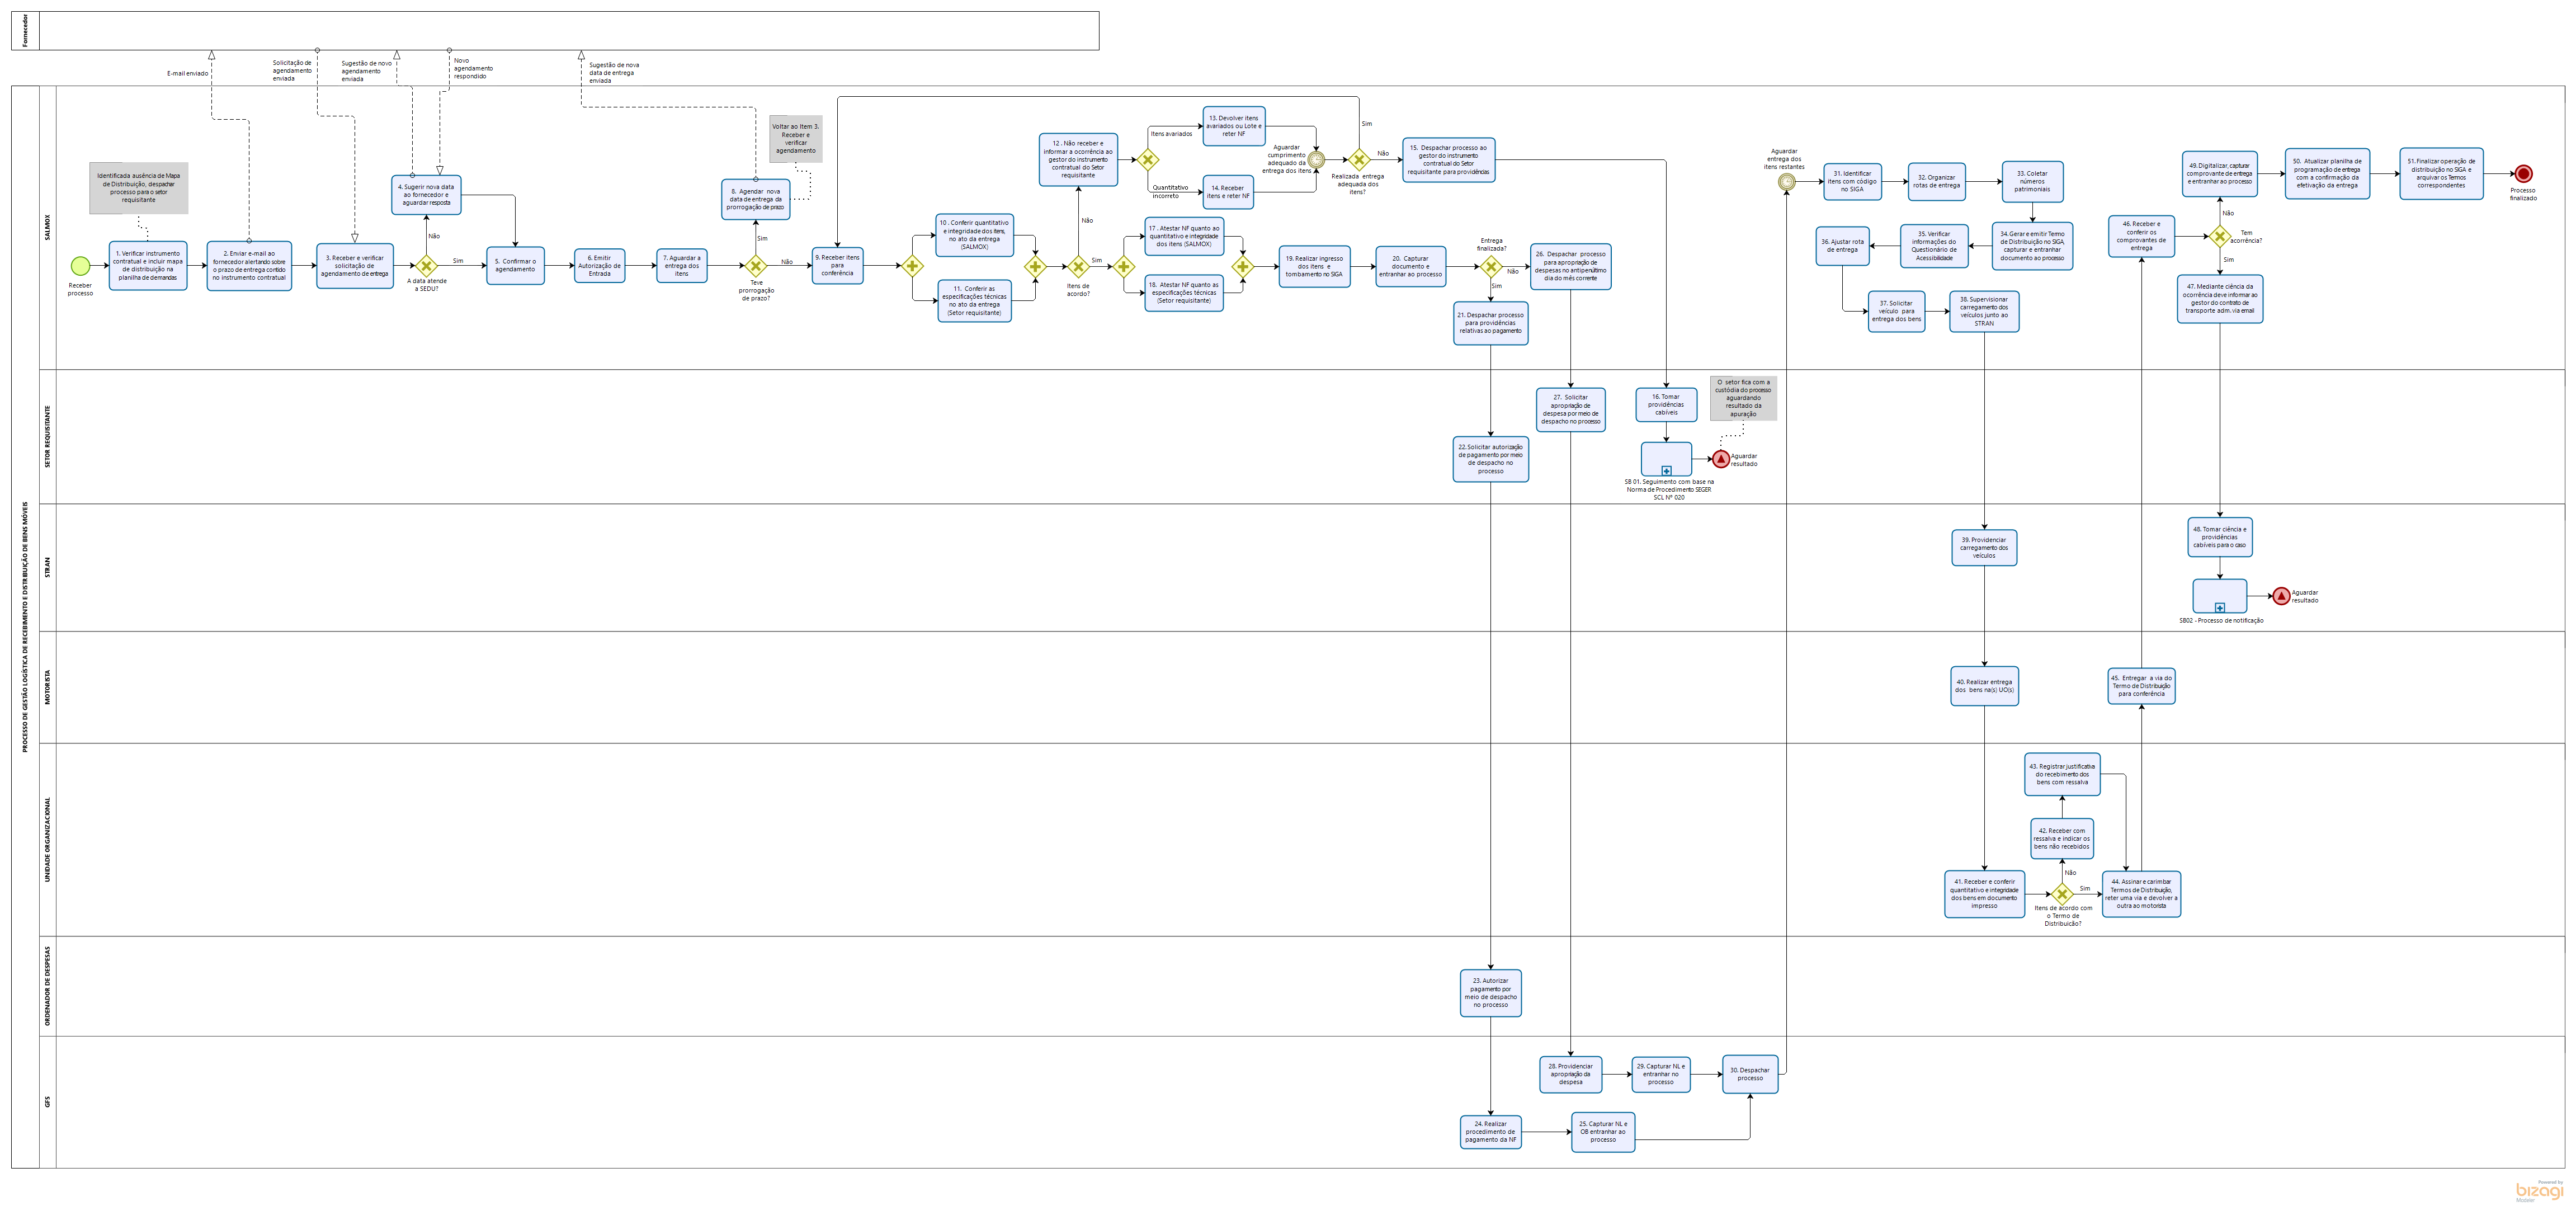 Fornecedor
E-mail enviado
Solicitação de
agendamento
enviada
Sugestão de novo
agendamento
enviada
Novo
agendamento
respondido
Sugestão de nova
data de entrega
enviada
PROCESSO DE GESTÃO LOGÍSTICA DE RECEBIMENTO E DISTRIBUIÇÃO DE BENS MÓVEIS
SALMOX
Receber
processo
Identificada ausência de Mapa
de Distribuição, despachar
processo para o setor
requisitante
1. Verificar instrumento
contratual e incluir mapa
de distribuição na
planilha de demandas
2. Enviar e-mail ao
fornecedor alertando sobre
o prazo de entrega contido
no instrumento contratual
3. Receber e verificar
solicitação de
agendamento de entrega
A data atende
a SEDU?
Não
Sim
4. Sugerir nova data
ao fornecedor e
aguardar resposta
5. Confirmar o
agendamento
6. Emitir
Autorização de
Entrada
7. Aguardar a
entrega dos
itens
Teve
prorrogação
de prazo?
Sim
Não
8. Agendar nova
data de entrega da
prorrogação de prazo
Voltar ao Item 3.
Receber e
verificar
agendamento
9. Receber itens
para
conferência
10 . Conferir quantitativo
e integridade dos itens,
no ato da entrega
(SALMOX)
11. Conferir as
especificações técnicas
no ato da entrega
(Setor requisitante)
Itens de
acordo?
Não
Sim
12 . Não receber e
informar a ocorrência ao
gestor do instrumento
contratual do Setor
requisitante
Itens avariados
Quantitativo
incorreto
13. Devolver itens
avariados ou Lote e
reter NF
14. Receber
itens e reter NF
Aguardar
cumprimento
adequado da
entrega dos itens
Realizada entrega
adequada dos
itens?
Sim
Não
15. Despachar processo ao
gestor do instrumento
contratual do Setor
requisitante para providências
17 . Atestar NF quanto ao
quantitativo e integridade
dos itens (SALMOX)
18. Atestar NF quanto as
especificações técnicas
(Setor requisitante)
19. Realizar ingresso
dos itens e
tombamento no SIGA
20. Capturar
documento e
entranhar ao processo
Entrega
finalizada?
Não
Sim
21. Despachar processo
para providências
relativas ao pagamento
26. Despachar processo
para apropriação de
despesas no antipenúltimo
dia do mês corrente
Aguardar
entrega dos
itens restantes
31. Identificar
itens com código
no SIGA
32. Organizar
rotas de entrega
33. Coletar
números
patrimoniais
34. Gerar e emitir Termo
de Distribuição no SIGA,
capturar e entranhar
documento ao processo
35. Verificar
informações do
Questionário de
Acessibilidade
36. Ajustar rota
de entrega
37. Solicitar
veículo para
entrega dos bens
38. Supervisionar
carregamento dos
veículos junto ao
STRAN
46. Receber e
conferir os
comprovantes de
entrega
Tem
ocorrência?
Não
Sim
47. Mediante ciência da
ocorrência deve informar ao
gestor do contrato de
transporte adm. via email
49. Digitalizar, capturar
comprovante de entrega
e entranhar ao processo
50. Atualizar planilha de
programação de entrega
com a confirmação da
efetivação da entrega
51. Finalizar operação de
distribuição no SIGA e
arquivar os Termos
correspondentes
Processo
finalizado
SETOR REQUISITANTE
22. Solicitar autorização
de pagamento por meio
de despacho no
processo
27. Solicitar
apropriação de
despesa por meio de
despacho no processo
16. Tomar
providências
cabíveis
SB 01. Seguimento com base na
Norma de Procedimento SEGER
SCL Nº 020
O setor fica com a
custódia do processo
aguardando
resultado da
apuração
Aguardar
resultado
STRAN
39. Providenciar
carregamento dos
veículos
48. Tomar ciência e
providências
cabíveis para o caso
SB02 - Processo de notificação
Aguardar
resultado
MOTORISTA
40. Realizar entrega
dos bens na(s) UO(s)
45. Entregar a via do
Termo de Distribuição
para conferência
UNIDADE ORGANIZACIONAL
41. Receber e conferir
quantitativo e integridade
dos bens em documento
impresso
Itens de acordo com
o Termo de
Distribuicão?
Não
Sim
42. Receber com
ressalva e indicar os
bens não recebidos
43. Registrar justificativa
do recebimento dos
bens com ressalva
44. Assinar e carimbar
Termos de Distribuição,
reter uma via e devolver a
outra ao motorista
ORDENADOR DE DESPESAS
23. Autorizar
pagamento por
meio de despacho
no processo
GFS
24. Realizar
procedimento de
pagamento da NF
25. Capturar NL e
OB entranhar ao
processo
28. Providenciar
apropriação da
despesa
29. Capturar NL e
entranhar no
processo
30. Despachar
processo
Powered by
bizagi
Modeler